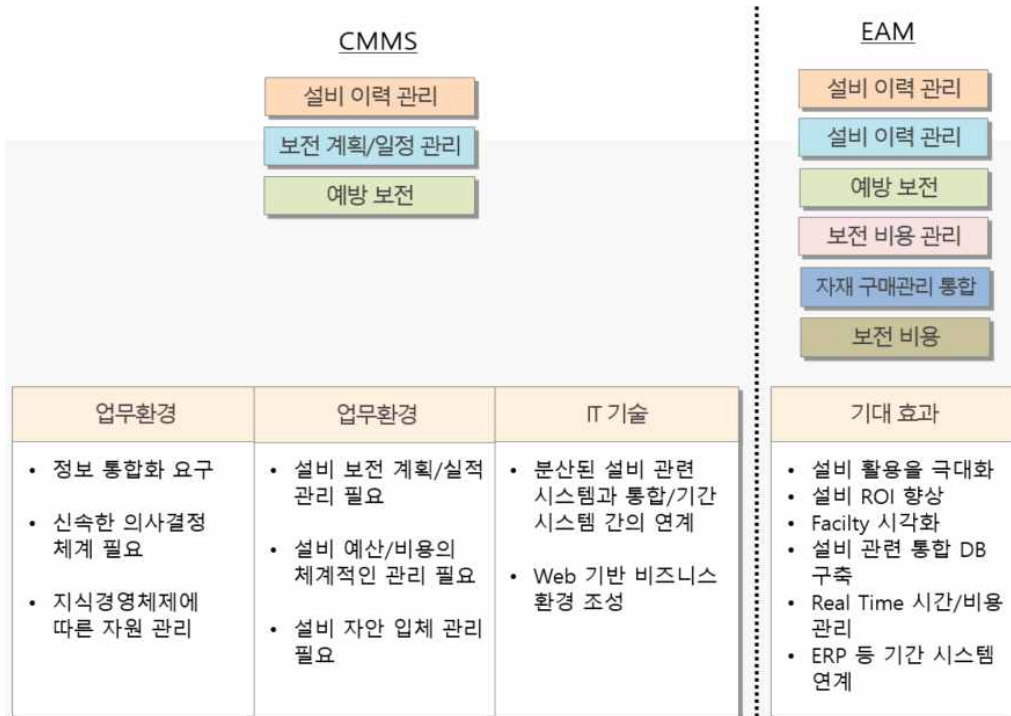 CMMS
설비 이력 관리
보전 계획/일정 관리
예방 보전
EAM
설비 이력 관리
설비 이력 관리
예방 보전
보전 비용 관리
자재 구매관리 통합
보전 비용
업무환경
• 정보 통합화 요구
• 신속한 의사결정
체계 필요
• 지식경영체제에
따른 자원 관리
업무환경
• 설비 보전 계획/실적
관리 필요
• 설비 예산/비용의
체계적인 관리 필요
• 설비 자안 입체 관리
필요
IT 기술
• 분산된 설비 관련
시스템과 통합/기간
시스템 간의 연계
• Web 기반 비즈니스
환경 조성
기대 효과
• 설비 활용을 극대화
• 설비 ROI 향상
• Facilty 시각화
• 설비 관련 통합 DB
구축
• Real Time 시간/비용
관리
• ERP 등 기간 시스템
연계